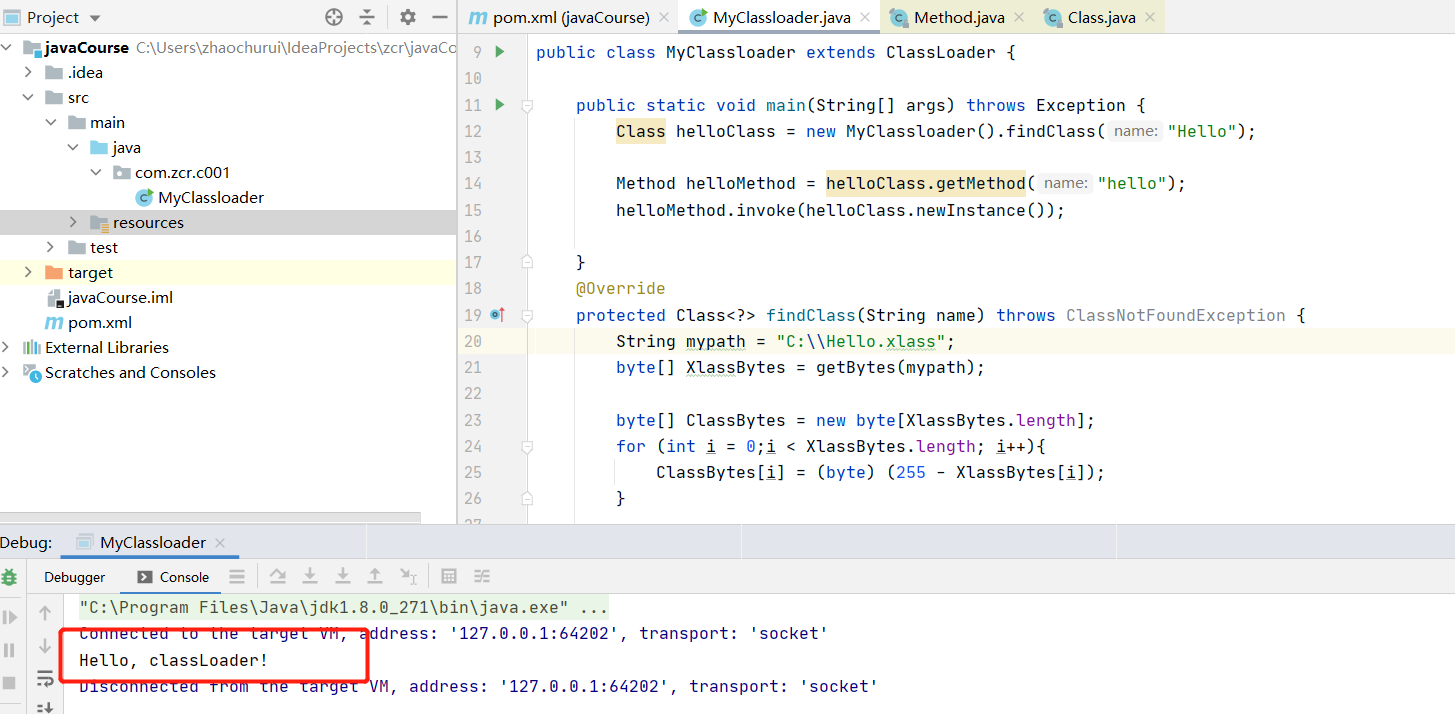 Project
javaCourse C:\Users\zhaochurui\IdeaProjects\zcr\javaCo
.idea
src
main
java
com.zcr.c001
MyClassloader
resources
test
target
javaCourse.iml
pom.xml
External Libraries
Scratches and Consoles
pom.xml (javaCourse) MyClassloader.java Method.java Class.java
9 public class MyClassloader extends ClassLoader {
10
11 public static void main(String[] args) throws Exception {
12 Class helloClass = new MyClassloader().findClass( name: "Hello");
13
14 Method helloMethod = helloClass.getMethod( name: "hello");
15 helloMethod.invoke(helloClass.newInstance());
16
17 }
18 @Override
19 protected Class<?> findClass(String name) throws ClassNotFoundException {
20 String mypath = "C:\\Hello.xlass";
21 byte[] XlassBytes = getBytes(mypath);
22
23 byte[] ClassBytes = new byte[XlassBytes.length];
24 for (int i = 0;i < XlassBytes.length; i++){
25 ClassBytes[i] = (byte) (255 - XlassBytes[i]);
26 }
27
Debug: MyClassloader
Debugger Console
"C:\Program Files\Java\jdk1.8.0_271\bin\java.exe" ...
Connected to the target VM, address: '127.0.0.1:64202', transport: 'socket'
Hello, classLoader!
Disconnected from the target VM, address: '127.0.0.1:64202', transport: 'socket'